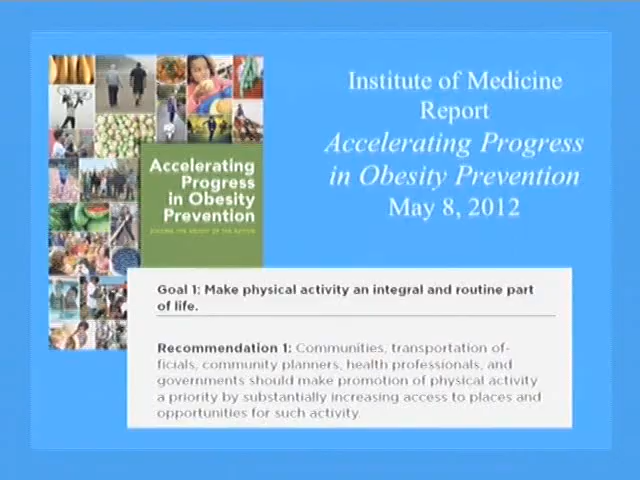 Institute of Medicine
Report
Accelerating Progress
in Obesity Prevention
May 8, 2012
Accelerating
Progress
in Obesity
Prevention
Goal 1: Make physical activity an integral and routine part
of life.
Recommendation 1: Communities, transportation of-
ficials, community planners, health professionals, and
governments should make promotion of physical activity
a priority by substantially increasing access to places and
opportunities for such activity.